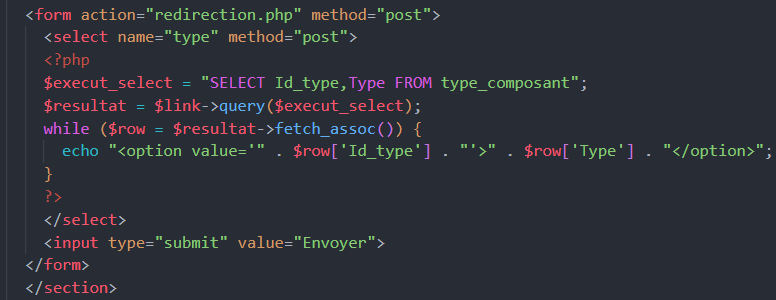 <form action="redirection.php" method="post">
<select name="type" method="post">
<?php
$execut_select = "SELECT Id_type,Type FROM type_composant";
$resultat = $link->query($execut_select);
while ($row = $resultat->fetch_assoc()) {
echo "<option value='" . $row['Id_type'] . "'>" . $row['Type'] . "</option>";
}
?>
</select>
<input type="submit" value="Envoyer">
</form>
</section>